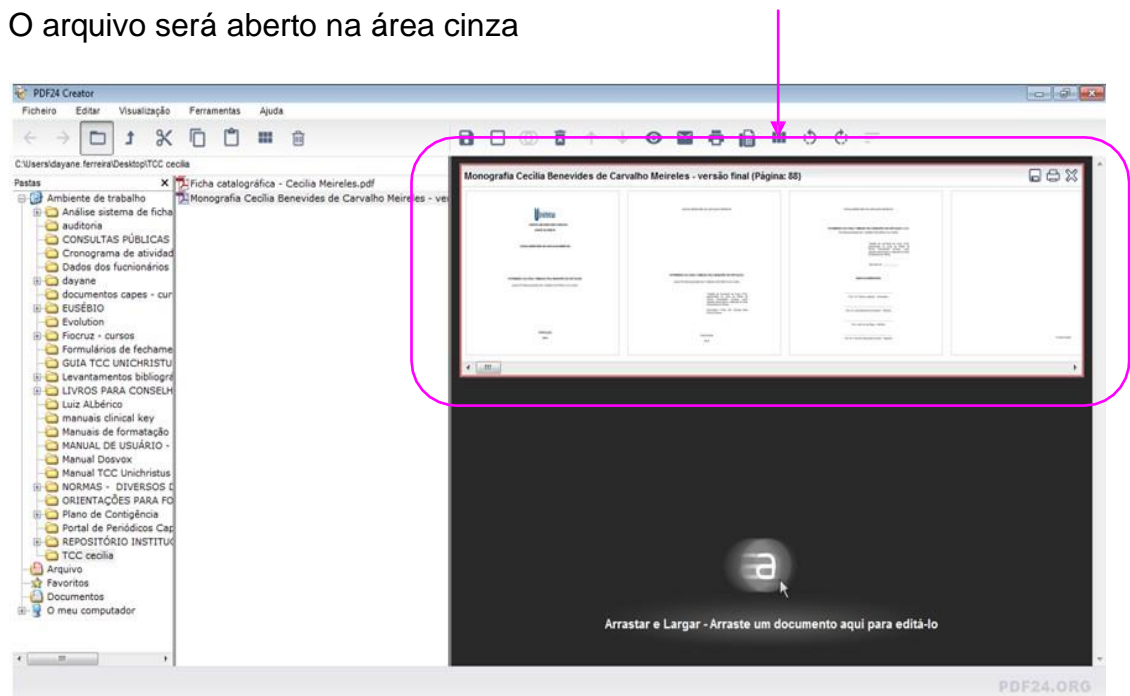 O arquivo será aberto na área cinza
PDF24 Creator
Ficheiro Editar Visualização Ferramentas Ajuda
C:\Users\dayane.ferreira\Desktop\TCC cecilia
Pastas x
Ambiente de trabalho
Análise sistema de ficha
auditoria
CONSULTAS PÚBLICAS
Cronograma de atividad
Dados dos fucnionários
dayane
documentos capes - cur
EUSÉBIO
Evolution
Fiocruz - cursos
Formulários de fechame
GUIA TCC UNICHRISTU
Levantamentos bibliográ
LIVROS PARA CONSELH
Luiz ALbérico
manuais clinical key
Manuais de formatação
MANUAL DE USUÁRIO -
Manual Dosvox
Manual TCC Unichristus
NORMAS - DIVERSOS D
ORIENTAÇÕES PARA FO
Plano de Contigência
Portal de Periódicos Cap
REPOSITÓRIO INSTITUC
TCC cecilia
Arquivo
Favoritos
Documentos
O meu computador
Ficha catalográfica - Cecilia Meireles.pdf
Monografia Cecília Benevides de Carvalho Meireles - ver
Monografia Cecília Benevides de Carvalho Meireles - versão final (Página: 88)
Arrastar e Largar - Arraste um documento aqui para editá-lo
PDF24.ORG